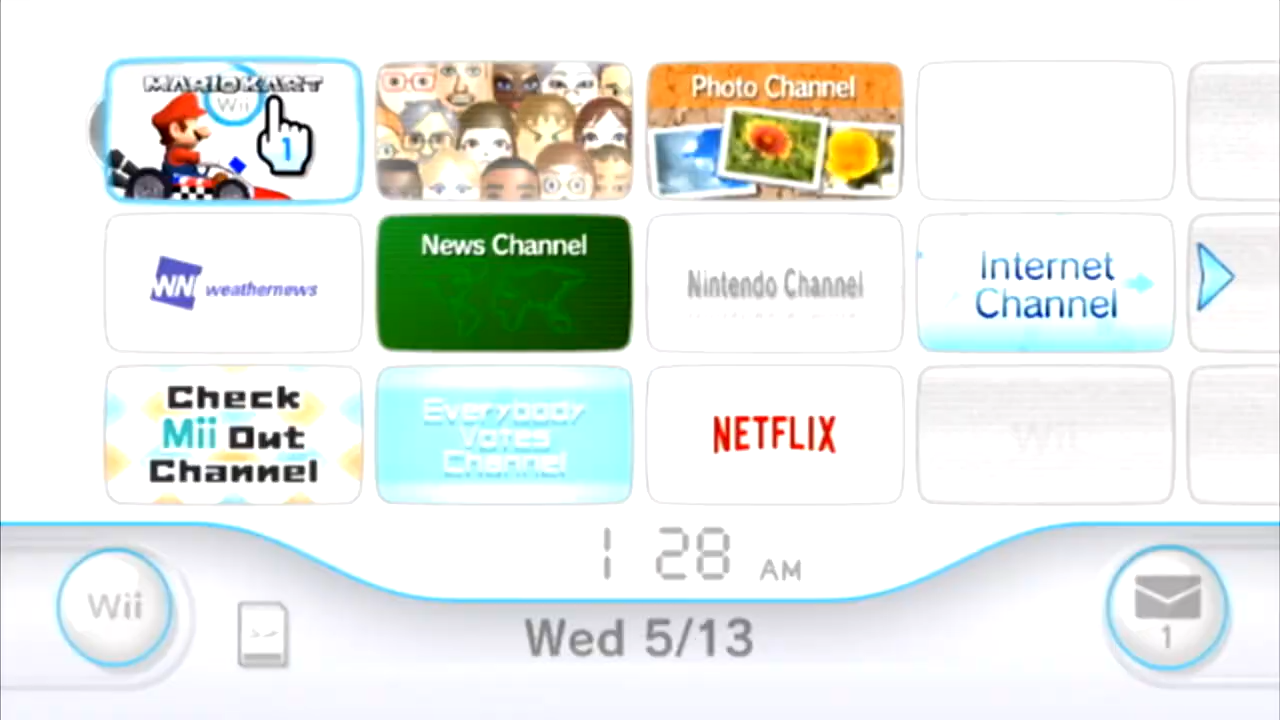 MARIOKART
Wii
1
Photo Channel
WN weathernews
News Channel
Nintendo Channel
Internet
Channel
Check
Mii Out
Channel
Everybody
Votes
Channel
NETFLIX
Wii
1 28 AM
Wii
Wed 5/13
1